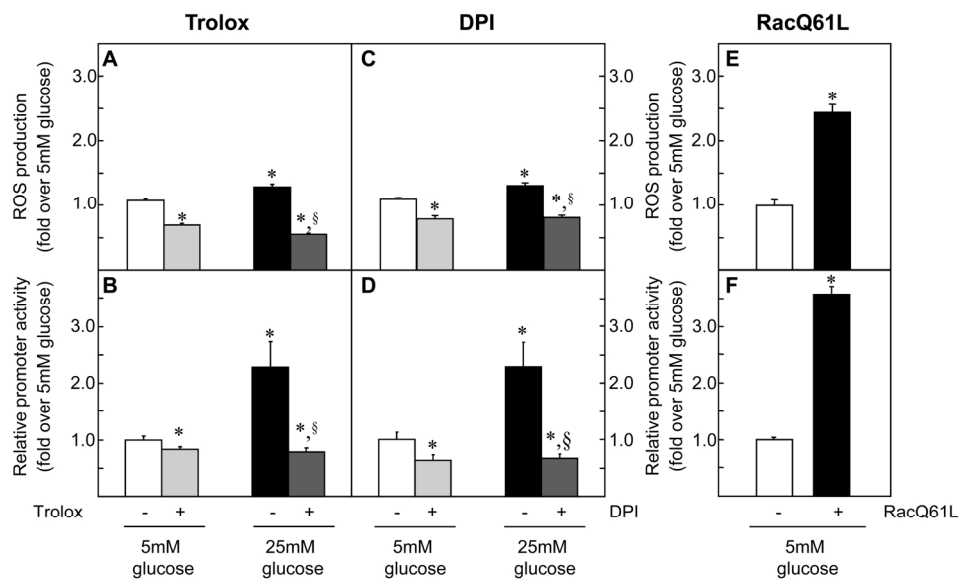 Trolox DPI RacQ61L
A C E
ROS production
(fold over 5mM glucose)
3.0 3.0 3.0
2.0 2.0 2.0
1.0 1.0 1.0
* * *,§ * * *,§ *
ROS production
(fold over 5mM glucose)
B D F
Relative promoter activity
(fold over 5mM glucose)
3.0 3.0 3.0
2.0 2.0 2.0
1.0 1.0 1.0
* * *,§ * * *,§ *
Relative promoter activity
(fold over 5mM glucose)
Trolox - + - + - + - + DPI - + RacQ61L
5mM glucose
25mM glucose
5mM glucose
25mM glucose
5mM glucose